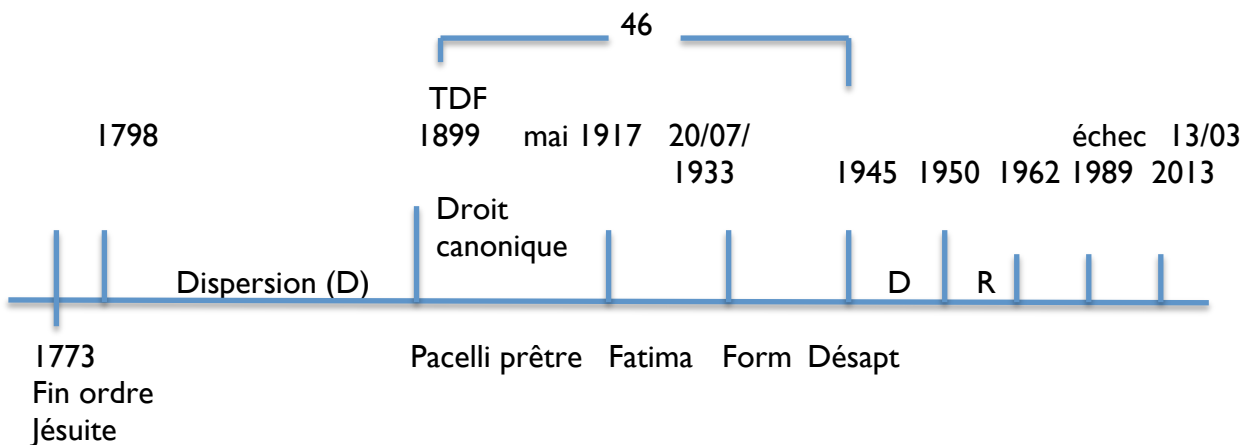 46
TDF
1798 1899 mai 1917 20/07/ échec 13/03
1933 1945 1950 1962 1989 2013
Droit
canonique
Dispersion (D) D R
1773 Pacelli prêtre Fatima Form Désapt
Fin ordre
Jésuite